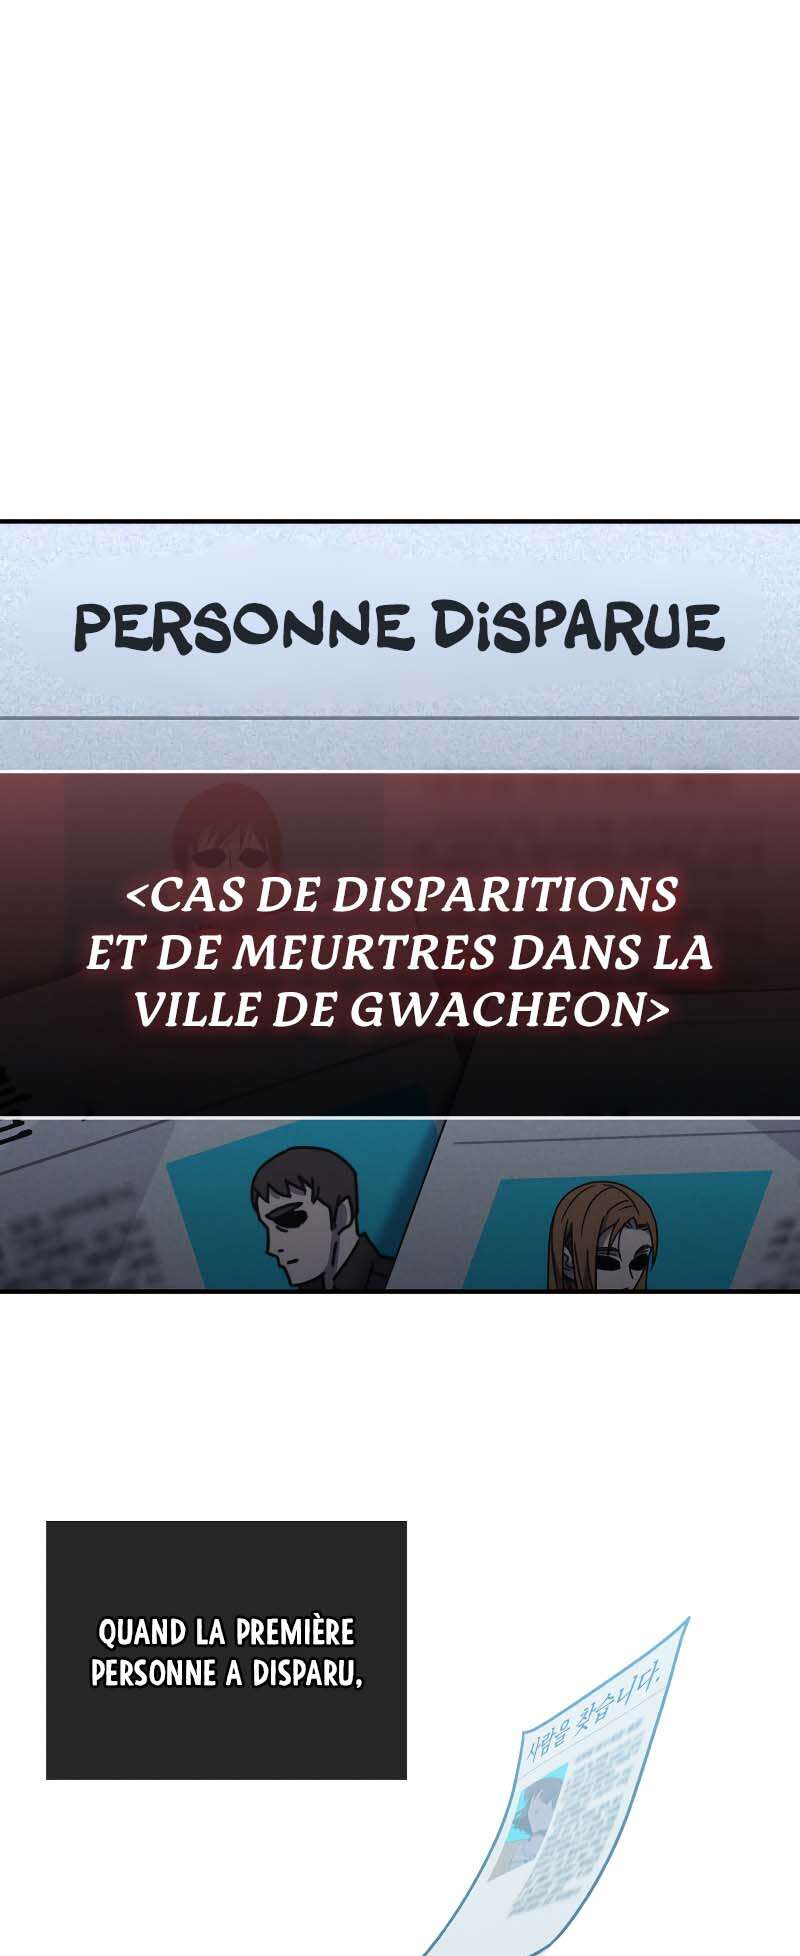 PERSONNE DiSPARUE
<CAS DE DISPARITIONS
ET DE MEURTRES DANS LA
VILLE DE GWACHEON>
QUAND LA PREMIÈRE
PERSONNE A DISPARU,
사람을 찾습니다.